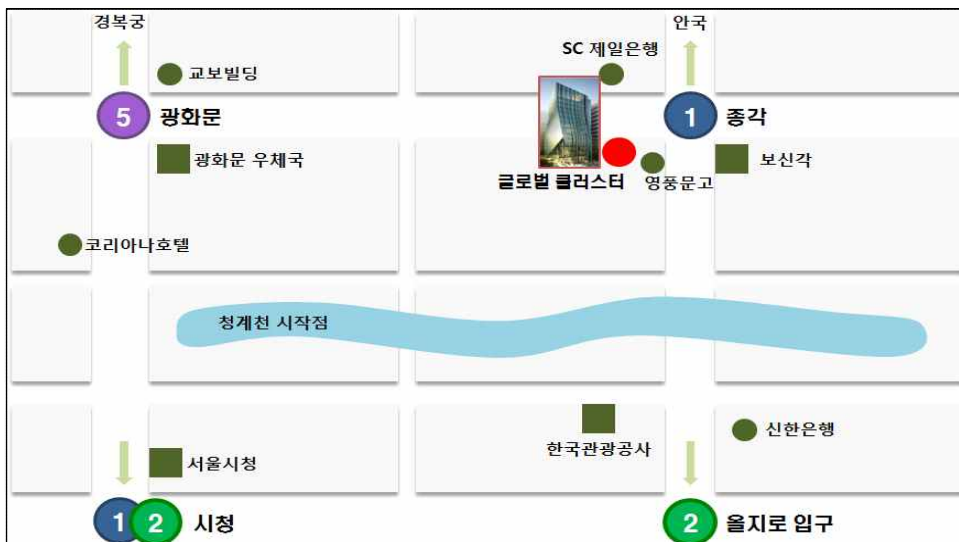 경복궁
안국
SC 제일은행
교보빌딩
5 광화문
1 종각
광화문 우체국
보신각
글로벌 클러스터
영풍문고
코리아나호텔
청계천 시작점
한국관광공사
신한은행
서울시청
1 2 시청
2 을지로 입구